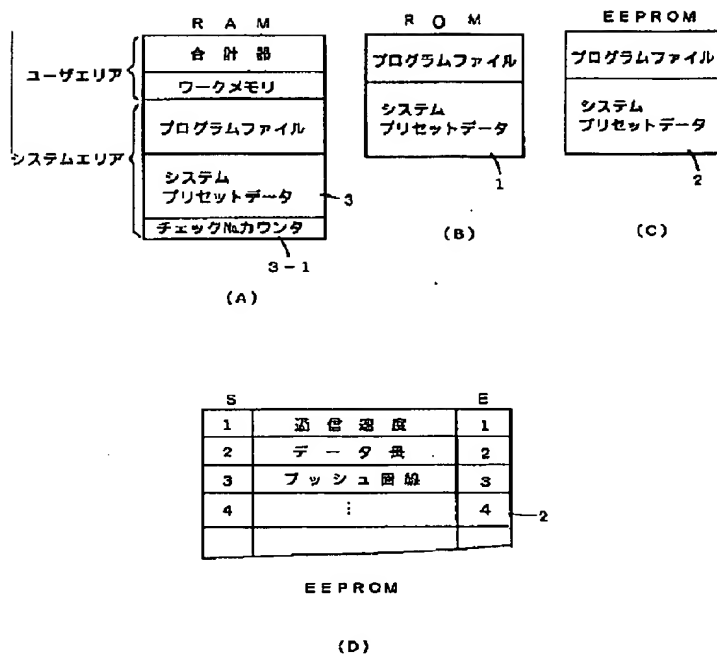 RAM
合計器
ワークメモリ
プログラムファイル
システム
プリセットデータ
チェックNo.カウンタ
ユーザエリア
システムエリア
3
3-1
(A)
ROM
プログラムファイル
システム
プリセットデータ
1
(B)
EEPROM
プログラムファイル
システム
プリセットデータ
2
(C)
S E
1 通信速度 1
2 データ長 2
3 プッシュ回線 3
4 ⋮ 4
2
EEPROM
(D)